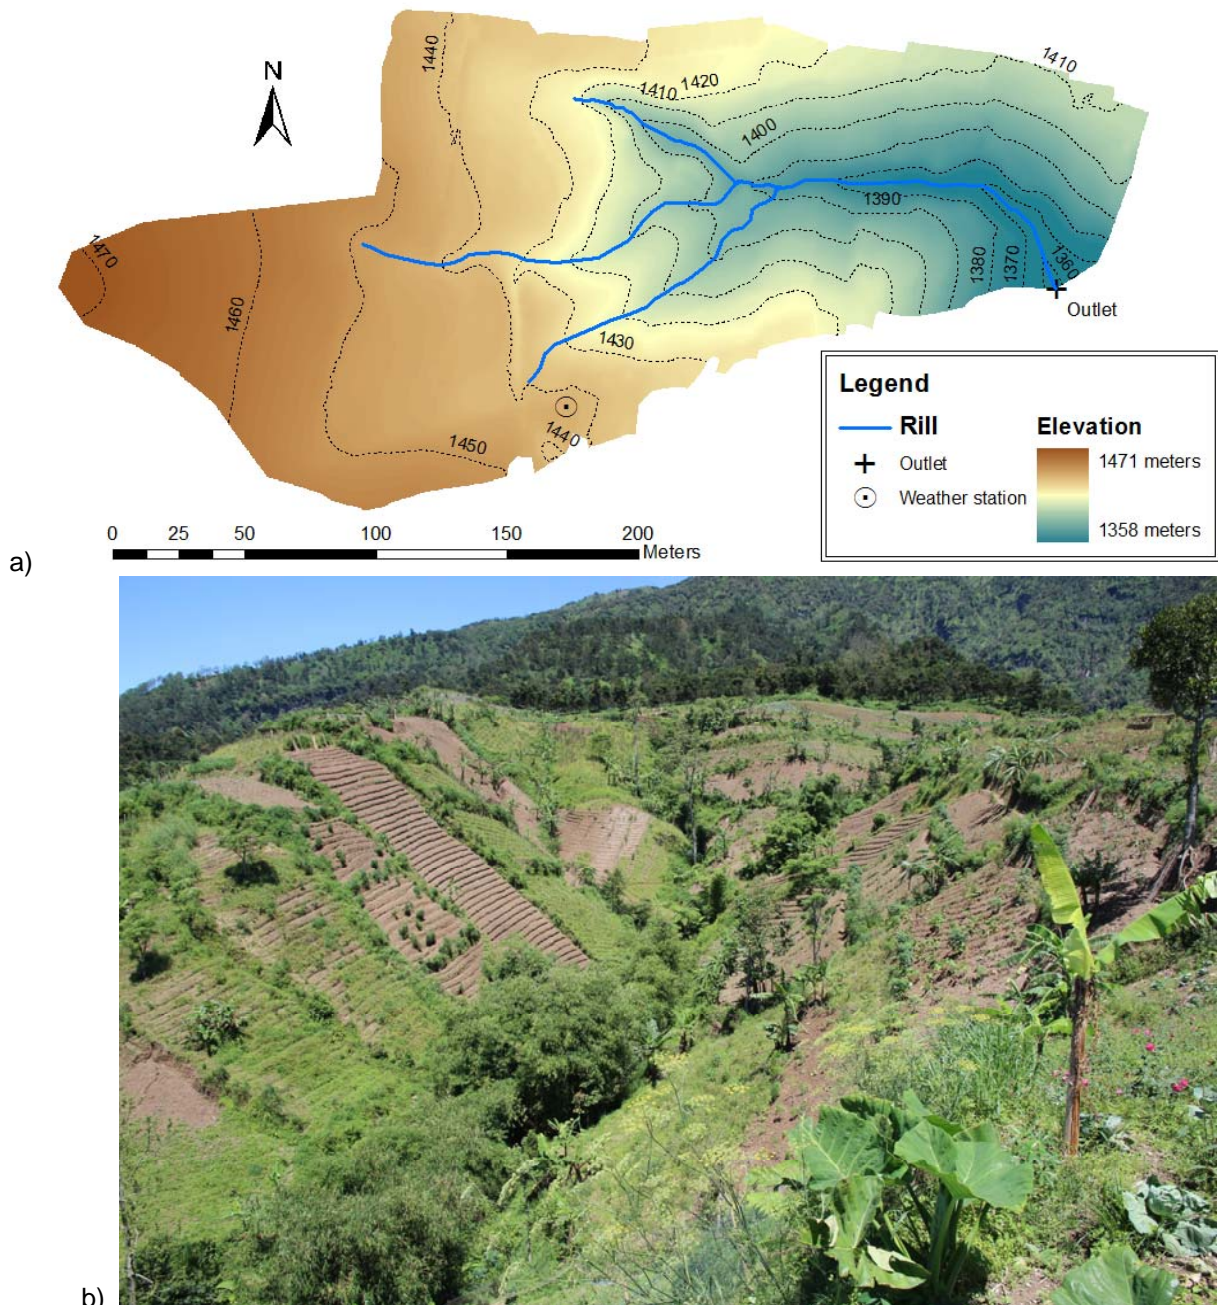 N
1440
1410
1420
1410
1400
1390
1470
1460
1380
1370
1360
Outlet
1430
1450
1440
Legend
Rill
Outlet
Weather station
Elevation
1471 meters
1358 meters
0 25 50 100 150 200
Meters
a)
b)